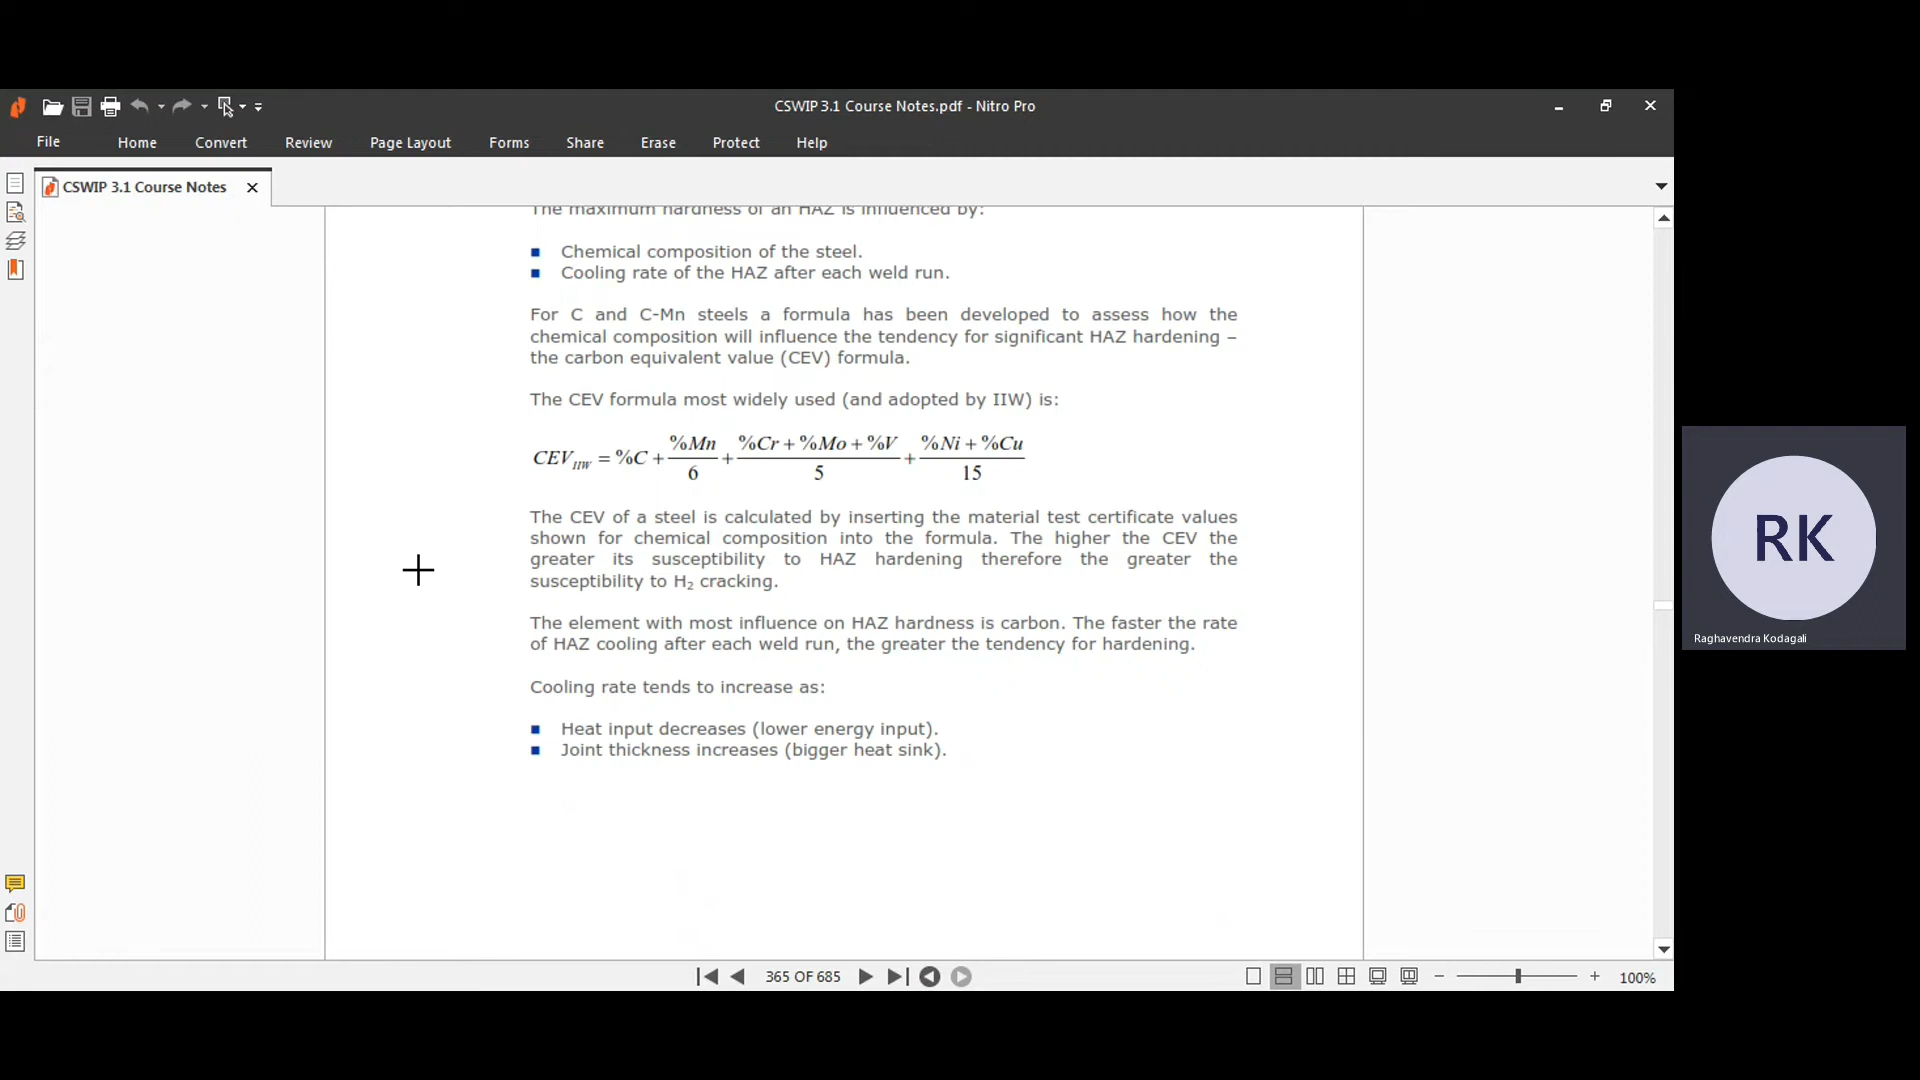 CSWIP 3.1 Course Notes.pdf - Nitro Pro
File Home Convert Review Page Layout Forms Share Erase Protect Help
CSWIP 3.1 Course Notes
The maximum hardness of an HAZ is influenced by:
Chemical composition of the steel.
Cooling rate of the HAZ after each weld run.
For C and C-Mn steels a formula has been developed to assess how the
chemical composition will influence the tendency for significant HAZ hardening –
the carbon equivalent value (CEV) formula.
The CEV formula most widely used (and adopted by IIW) is:
CEV_IIW = %C + %Mn/6 + (%Cr + %Mo + %V)/5 + (%Ni + %Cu)/15
The CEV of a steel is calculated by inserting the material test certificate values
shown for chemical composition into the formula. The higher the CEV the
greater its susceptibility to HAZ hardening therefore the greater the
susceptibility to H₂ cracking.
The element with most influence on HAZ hardness is carbon. The faster the rate
of HAZ cooling after each weld run, the greater the tendency for hardening.
Cooling rate tends to increase as:
Heat input decreases (lower energy input).
Joint thickness increases (bigger heat sink).
365 OF 685
100%
RK
Raghavendra Kodagali